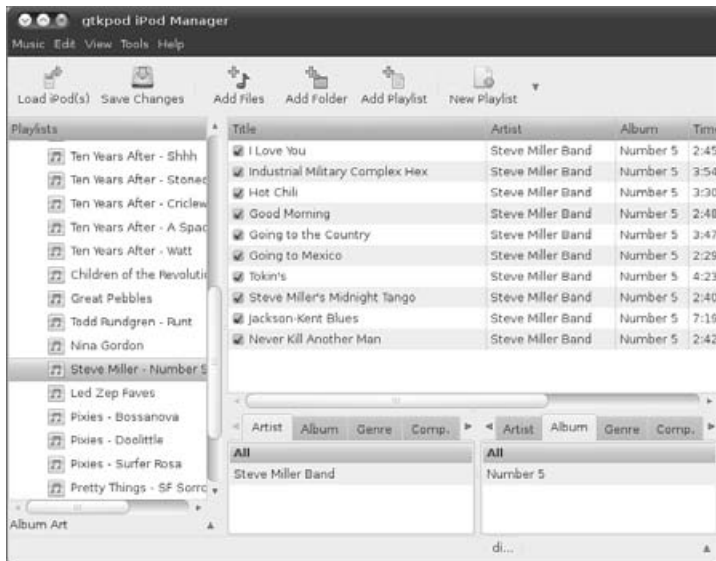 gtkpod iPod Manager
Music Edit View Tools Help
Load iPod(s) Save Changes Add Files Add Folder Add Playlist New Playlist
Playlists
Ten Years After - Shhh
Ten Years After - Stoned
Ten Years After - Criclew
Ten Years After - A Spac
Ten Years After - Watt
Children of the Revoluti
Great Pebbles
Todd Rundgren - Runt
Nina Gordon
Steve Miller - Number 5
Led Zep Faves
Pixies - Bossanova
Pixies - Doolittle
Pixies - Surfer Rosa
Pretty Things - SF Sorro
Album Art
Title Artist Album Time
I Love You Steve Miller Band Number 5 2:45
Industrial Military Complex Hex Steve Miller Band Number 5 3:54
Hot Chili Steve Miller Band Number 5 3:30
Good Morning Steve Miller Band Number 5 2:48
Going to the Country Steve Miller Band Number 5 3:47
Going to Mexico Steve Miller Band Number 5 2:29
Tokin's Steve Miller Band Number 5 4:23
Steve Miller's Midnight Tango Steve Miller Band Number 5 2:40
Jackson-Kent Blues Steve Miller Band Number 5 7:19
Never Kill Another Man Steve Miller Band Number 5 2:42
Artist Album Genre Comp.
All
Steve Miller Band
Artist Album Genre Comp.
All
Number 5
di...